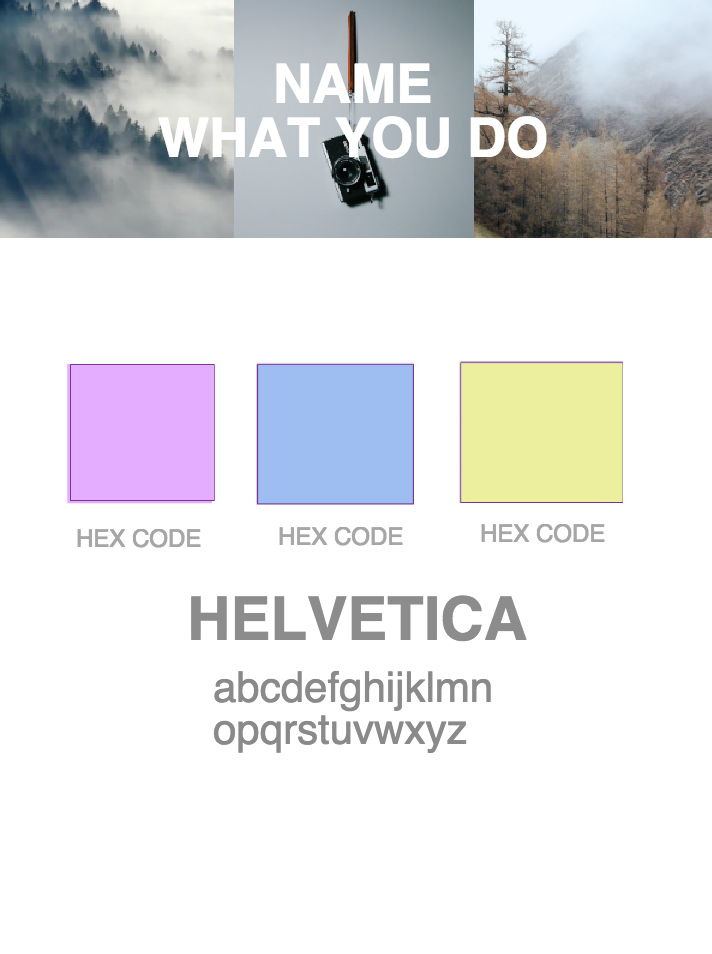 NAME
WHAT YOU DO
HEX CODE
HEX CODE
HEX CODE
HELVETICA
abcdefghijklmn
opqrstuvwxyz